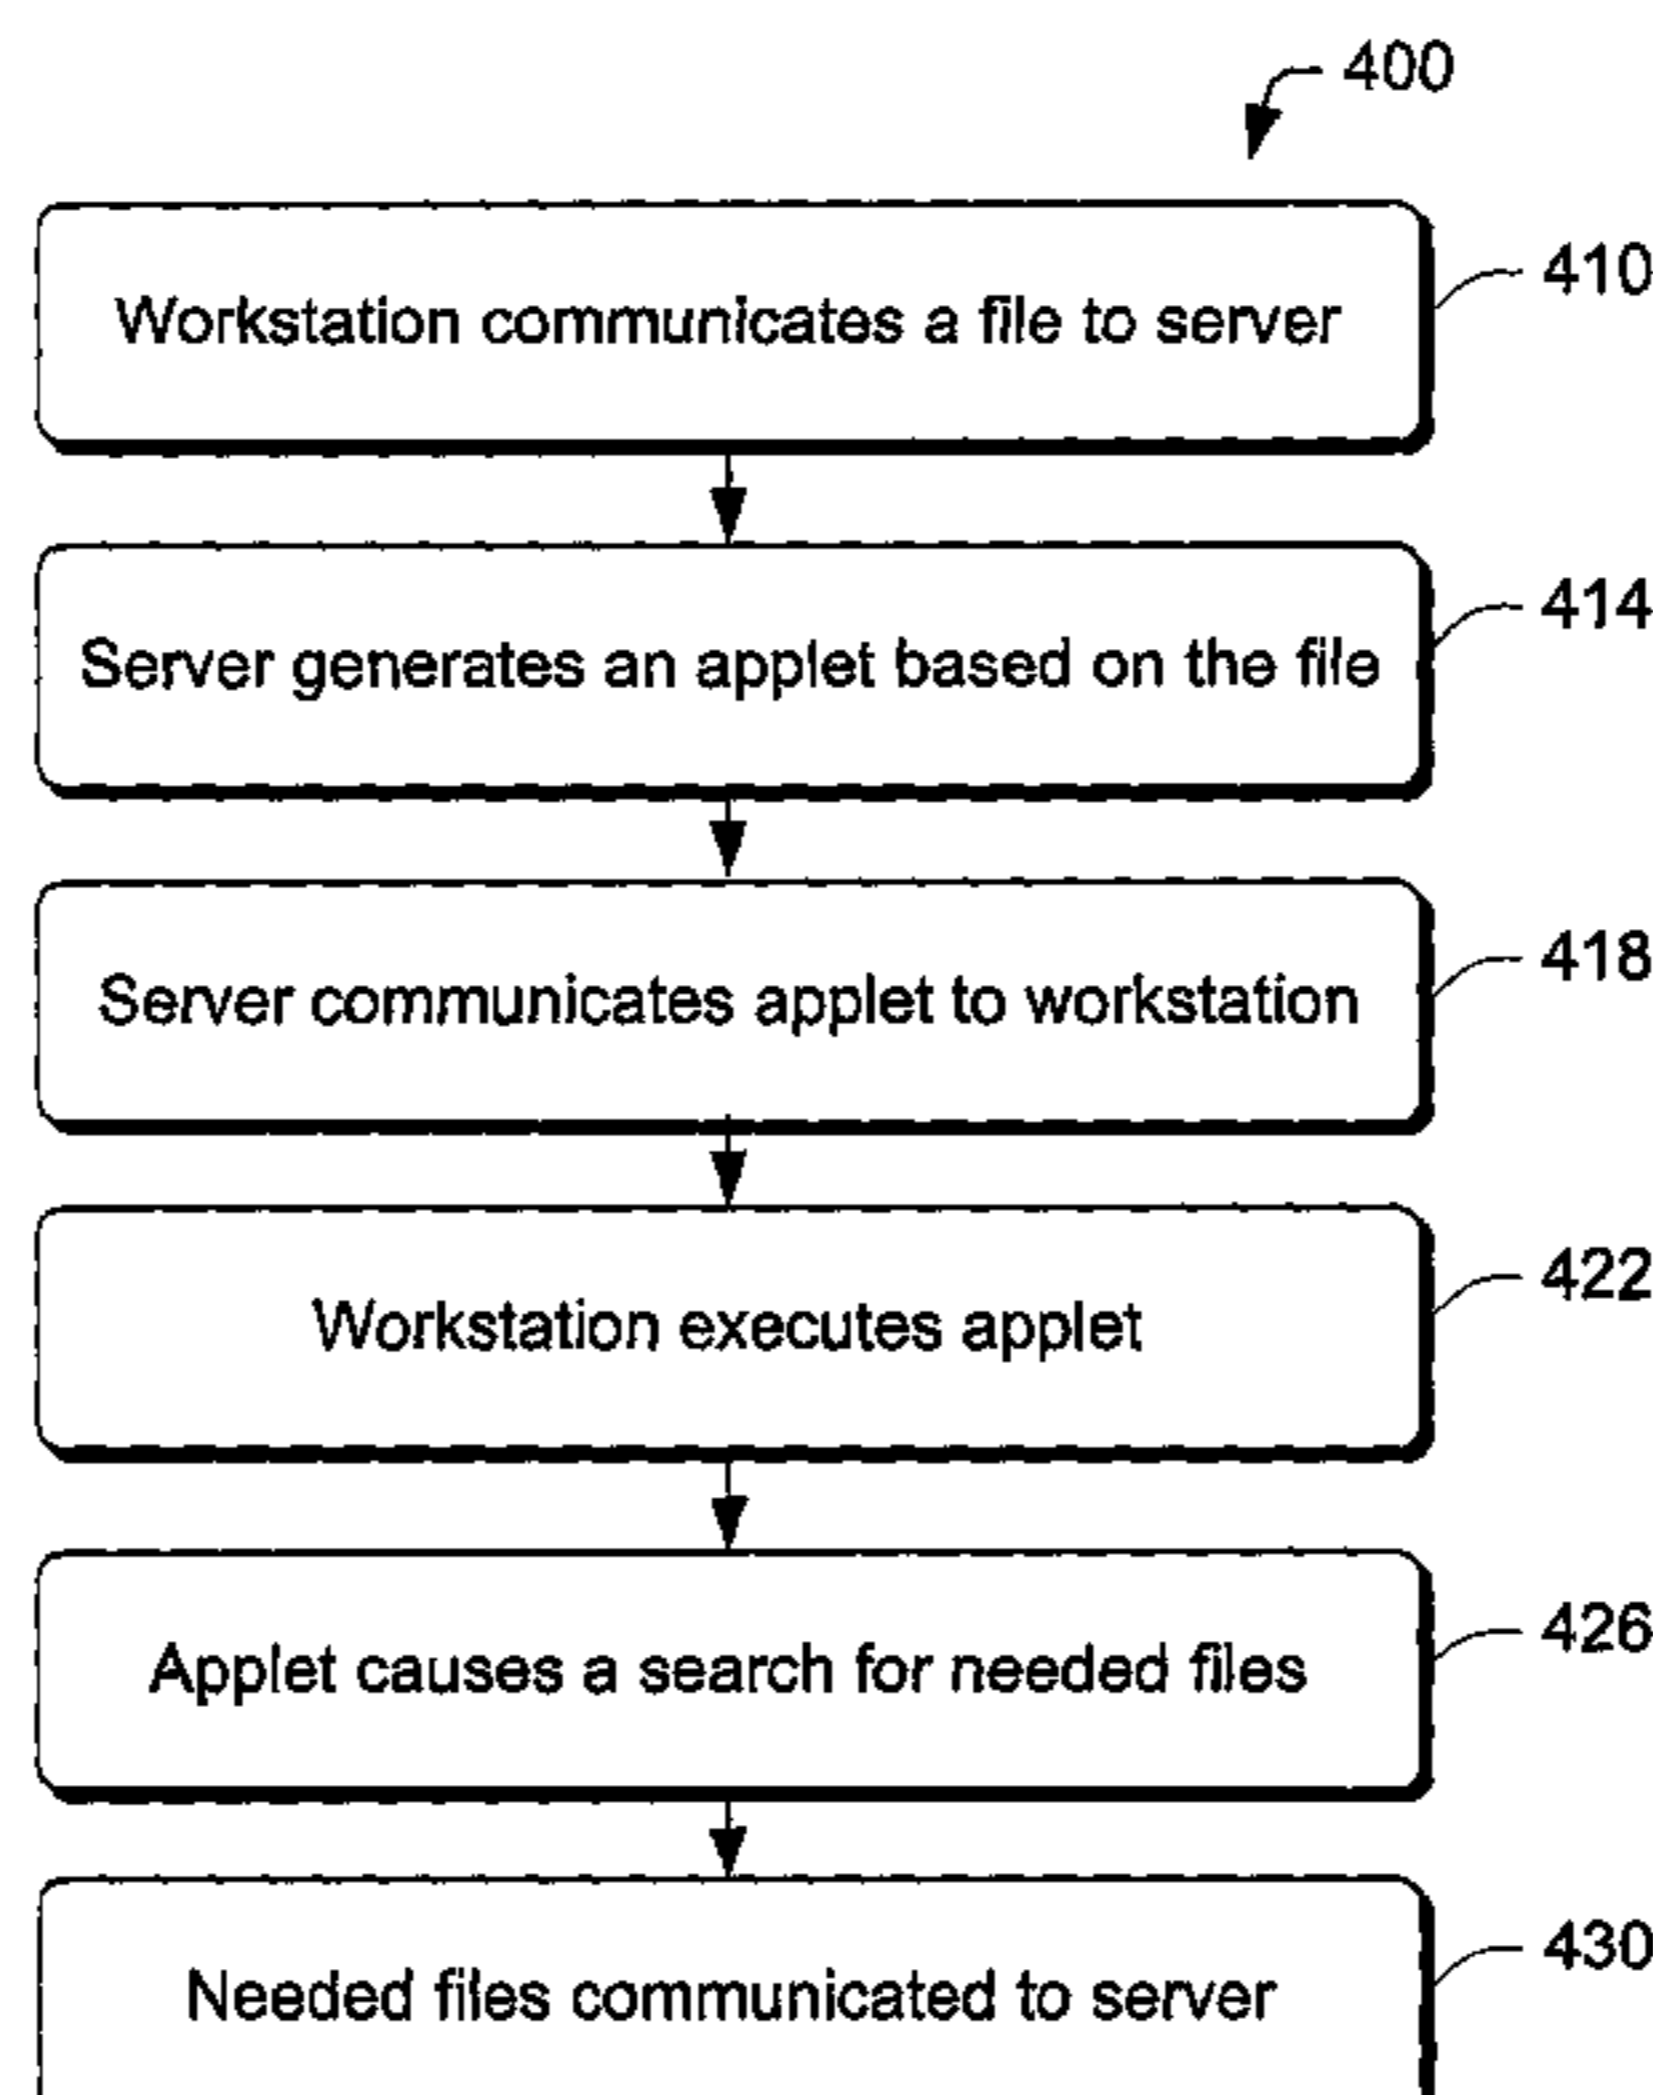 400
Workstation communicates a file to server
410
Server generates an applet based on the file
414
Server communicates applet to workstation
418
Workstation executes applet
422
Applet causes a search for needed files
426
Needed files communicated to server
430